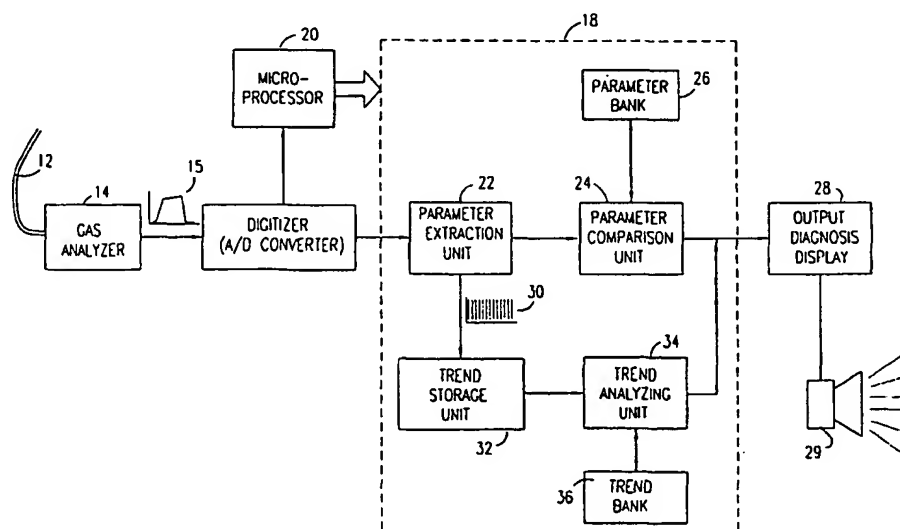 18
20
MICRO-
PROCESSOR
PARAMETER
BANK
26
12
14
GAS
ANALYZER
15
DIGITIZER
(A/D CONVERTER)
22
PARAMETER
EXTRACTION
UNIT
24
PARAMETER
COMPARISON
UNIT
28
OUTPUT
DIAGNOSIS
DISPLAY
30
TREND
STORAGE
UNIT
32
34
TREND
ANALYZING
UNIT
29
36
TREND
BANK